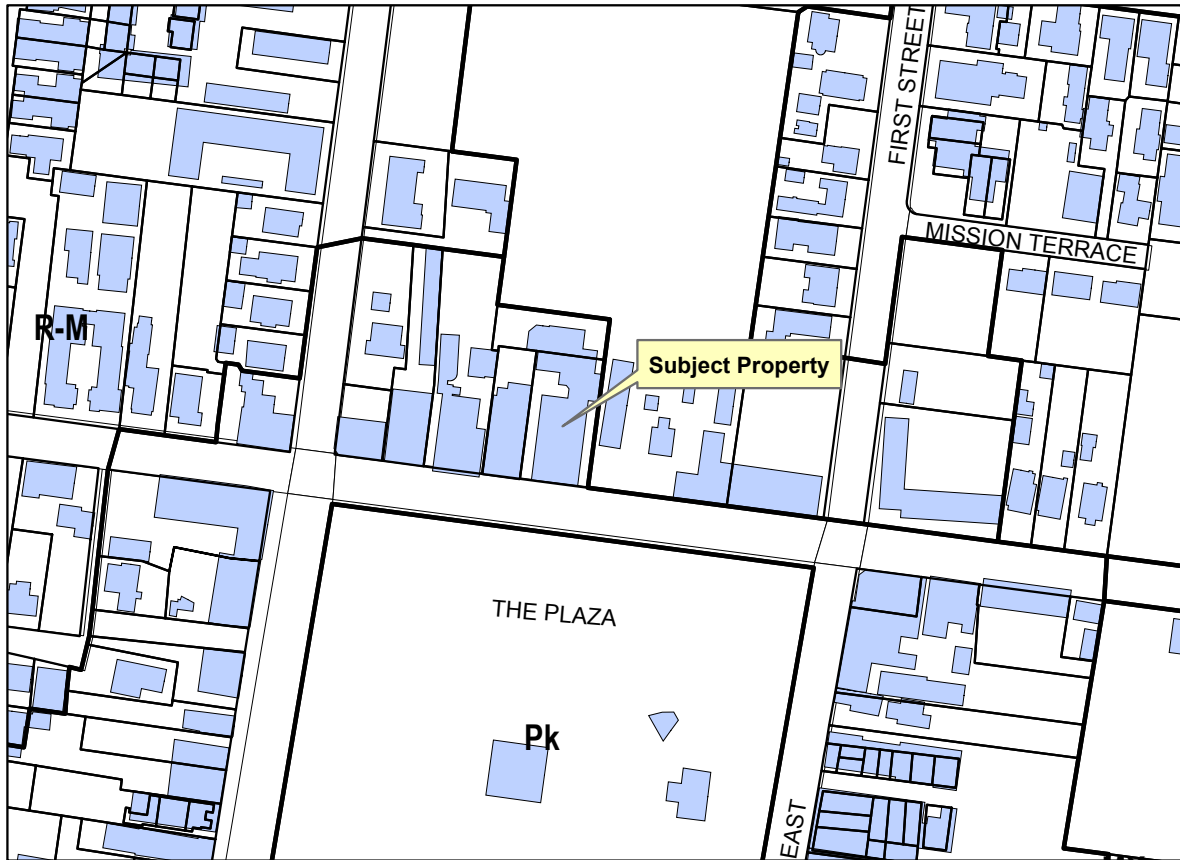 FIRST STREET
MISSION TERRACE
R-M
Subject Property
THE PLAZA
Pk
EAST